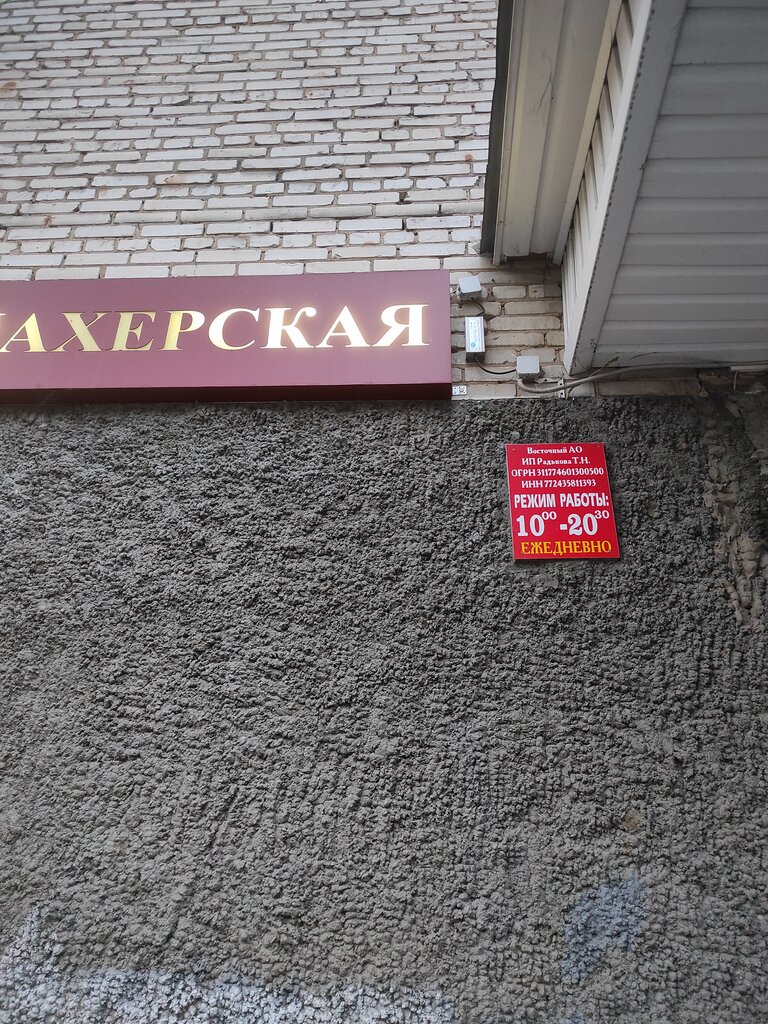 АХЕРСКАЯ
Восточный АО
ИП Радькова Т.Н.
ОГРН 311774601300500
ИНН 772435811393
РЕЖИМ РАБОТЫ:
10⁰⁰ -20³⁰
ЕЖЕДНЕВНО